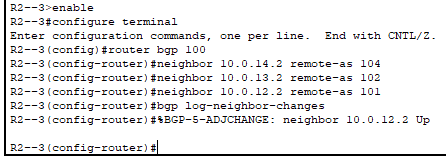 R2--3>enable
R2--3#configure terminal
Enter configuration commands, one per line.  End with CNTL/Z.
R2--3(config)#router bgp 100
R2--3(config-router)#neighbor 10.0.14.2 remote-as 104
R2--3(config-router)#neighbor 10.0.13.2 remote-as 102
R2--3(config-router)#neighbor 10.0.12.2 remote-as 101
R2--3(config-router)#bgp log-neighbor-changes
R2--3(config-router)#%BGP-5-ADJCHANGE: neighbor 10.0.12.2 Up
R2--3(config-router)#